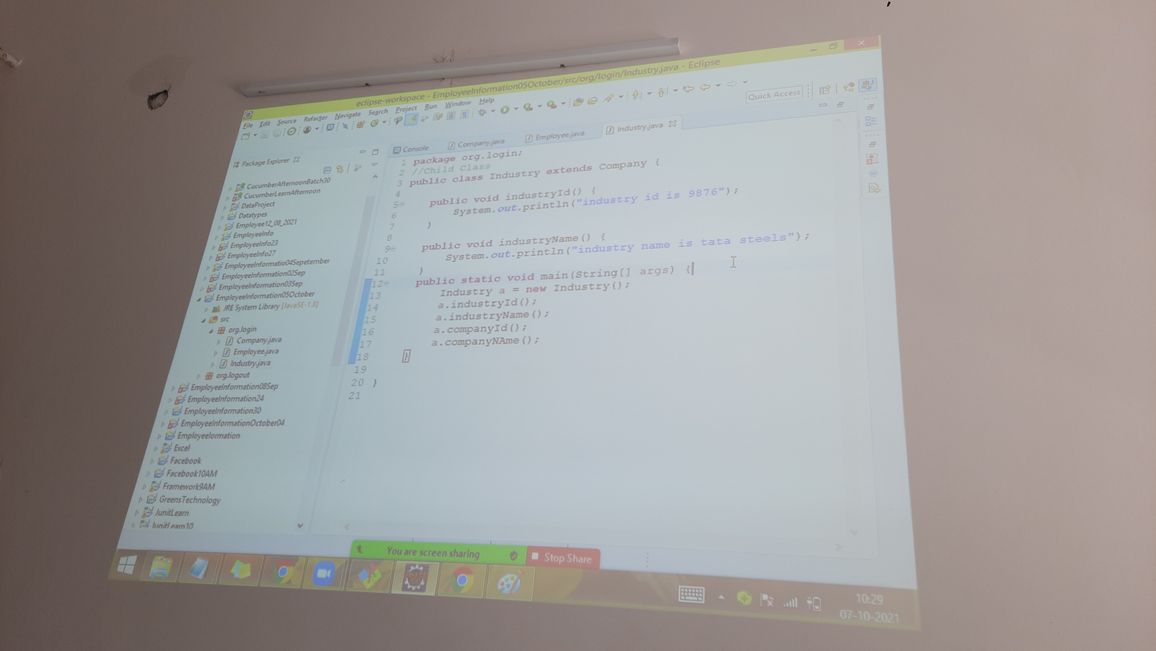 eclipse-workspace - EmployeeInformation05October/src/org/login/Industry.java - Eclipse
File Edit Source Refactor Navigate Search Project Run Window Help
Quick Access
Package Explorer
CucumberAfternoonBatch30
CucumberLearnAfternoon
DataProject
Datatypes
Employee12_08_2021
EmployeeInfo
EmployeeInfo23
EmployeeInfo27
EmployeeInformatio04Sepetember
EmployeeInformation02Sep
EmployeeInformation03Sep
EmployeeInformation05October
JRE System Library [JavaSE-1.8]
src
org.login
Company.java
Employee.java
Industry.java
org.logout
EmployeeInformation08Sep
EmployeeInformation24
EmployeeInformation30
EmployeeInformationOctober04
EmployeeIormation
Excel
Facebook
Facebook10AM
Framework9AM
GreensTechnology
JunitLearn
JunitLearn10
Console Company.java Employee.java Industry.java
1 package org.login;
2 //Child Class
3 public class Industry extends Company {
4
5 public void industryId() {
6 System.out.println("industry id is 9876");
7 }
8
9 public void industryName() {
10 System.out.println("industry name is tata steels");
11 }
12 public static void main(String[] args) {
13 Industry a = new Industry();
14 a.industryId();
15 a.industryName();
16 a.companyId();
17 a.companyNAme();
18 }
19
20 }
21
You are screen sharing Stop Share
10:29
07-10-2021